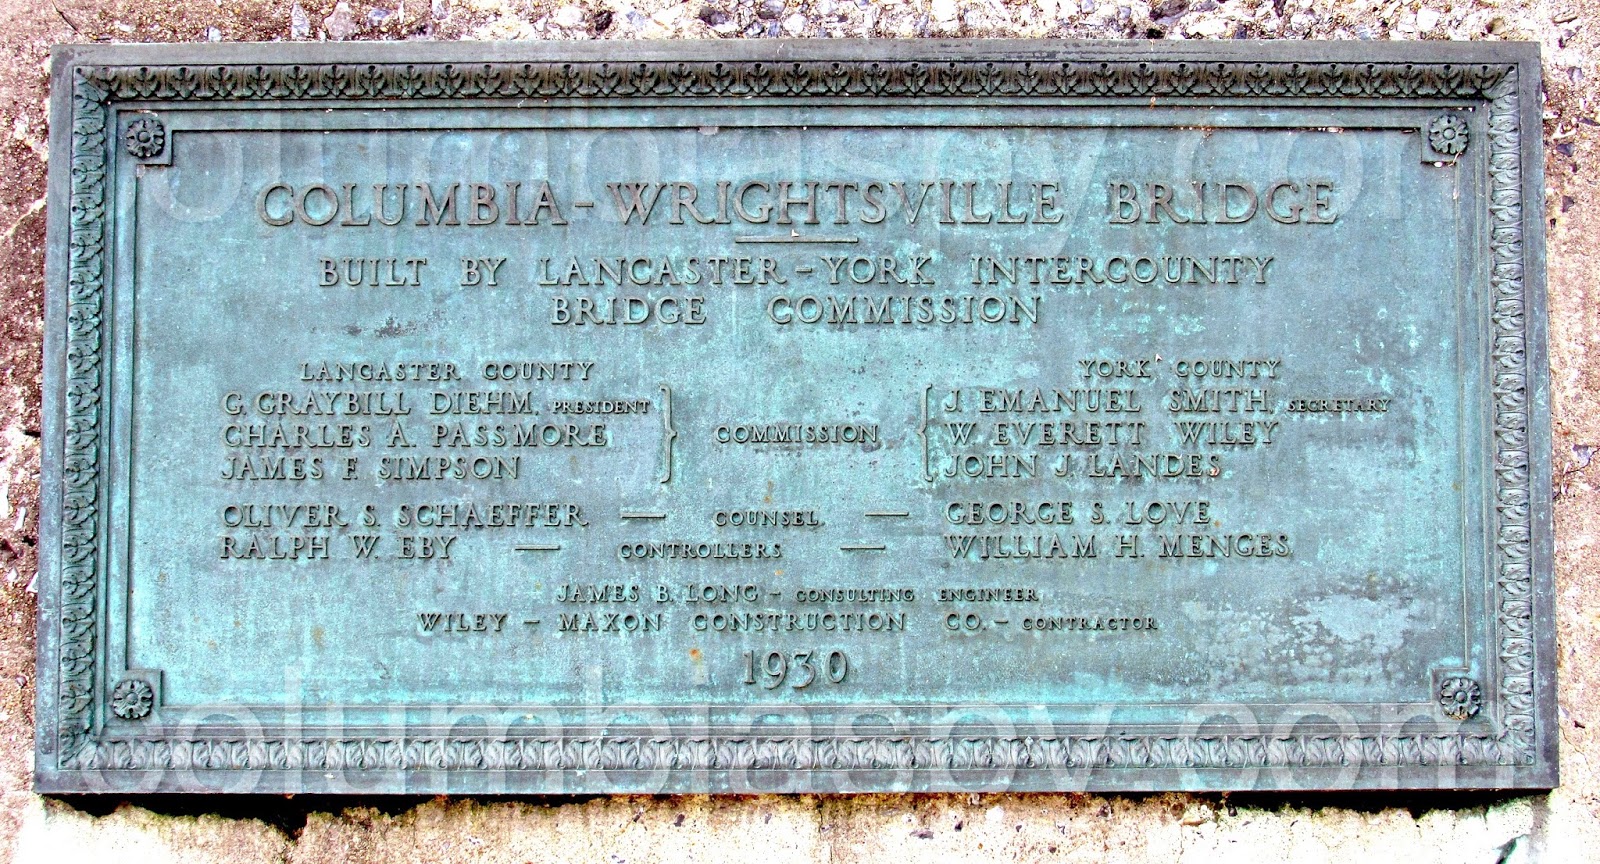 COLUMBIA-WRIGHTSVILLE BRIDGE
BUILT BY LANCASTER-YORK INTERCOUNTY
BRIDGE COMMISSION
LANCASTER COUNTY
G. GRAYBILL DIEHM, PRESIDENT
CHARLES A. PASSMORE
JAMES F. SIMPSON
COMMISSION
YORK COUNTY
J. EMANUEL SMITH, SECRETARY
W. EVERETT WILEY
JOHN J. LANDES
OLIVER S. SCHAEFFER — COUNSEL — GEORGE S. LOVE
RALPH W. EBY — CONTROLLERS — WILLIAM H. MENGES
JAMES B. LONG - CONSULTING ENGINEER
WILEY - MAXON CONSTRUCTION CO. - CONTRACTOR
1930
columbiaspy.com
columbiaspy.com